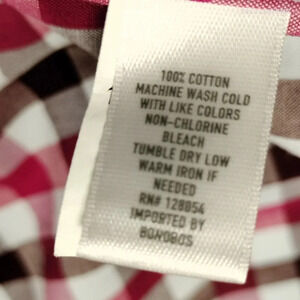 100% COTTON
MACHINE WASH COLD
WITH LIKE COLORS
NON-CHLORINE
BLEACH
TUMBLE DRY LOW
WARM IRON IF
NEEDED
RN# 128054
IMPORTED BY
BONOBOS